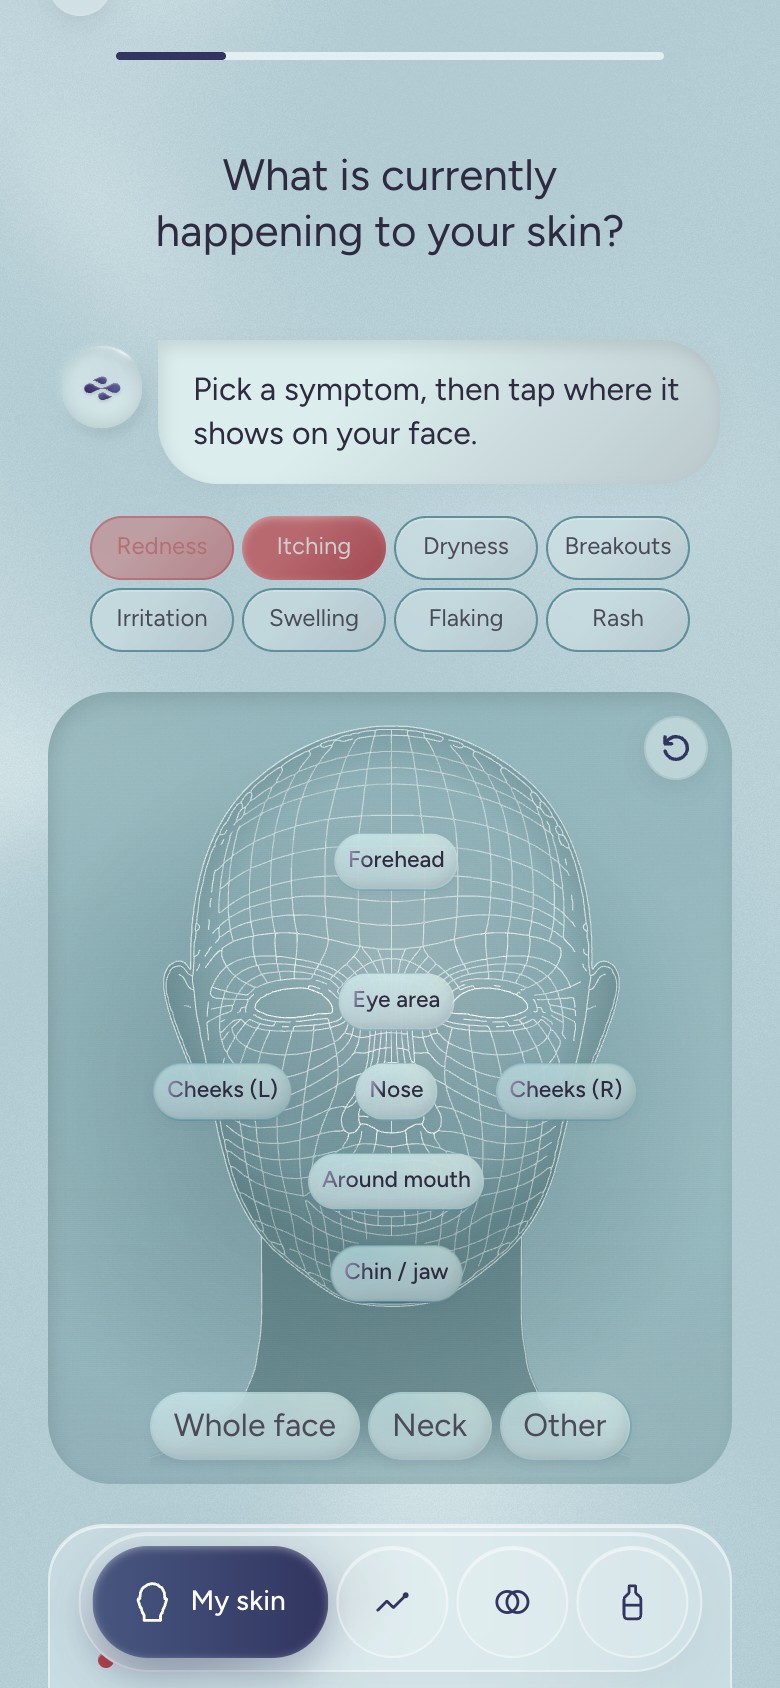 What is currently
happening to your skin?
Pick a symptom, then tap where it
shows on your face.
Redness Itching Dryness Breakouts
Irritation Swelling Flaking Rash
Forehead
Eye area
Cheeks (L) Nose Cheeks (R)
Around mouth
Chin / jaw
Whole face Neck Other
My skin